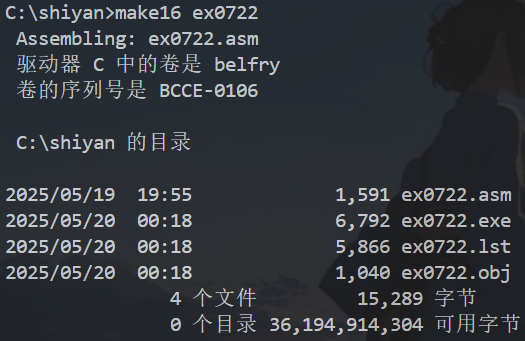 C:\shiyan>make16 ex0722
Assembling: ex0722.asm
驱动器 C 中的卷是 belfry
卷的序列号是 BCCE-0106
C:\shiyan 的目录
2025/05/19  19:55             1,591 ex0722.asm
2025/05/20  00:18             6,792 ex0722.exe
2025/05/20  00:18             5,866 ex0722.lst
2025/05/20  00:18             1,040 ex0722.obj
4 个文件         15,289 字节
0 个目录 36,194,914,304 可用字节